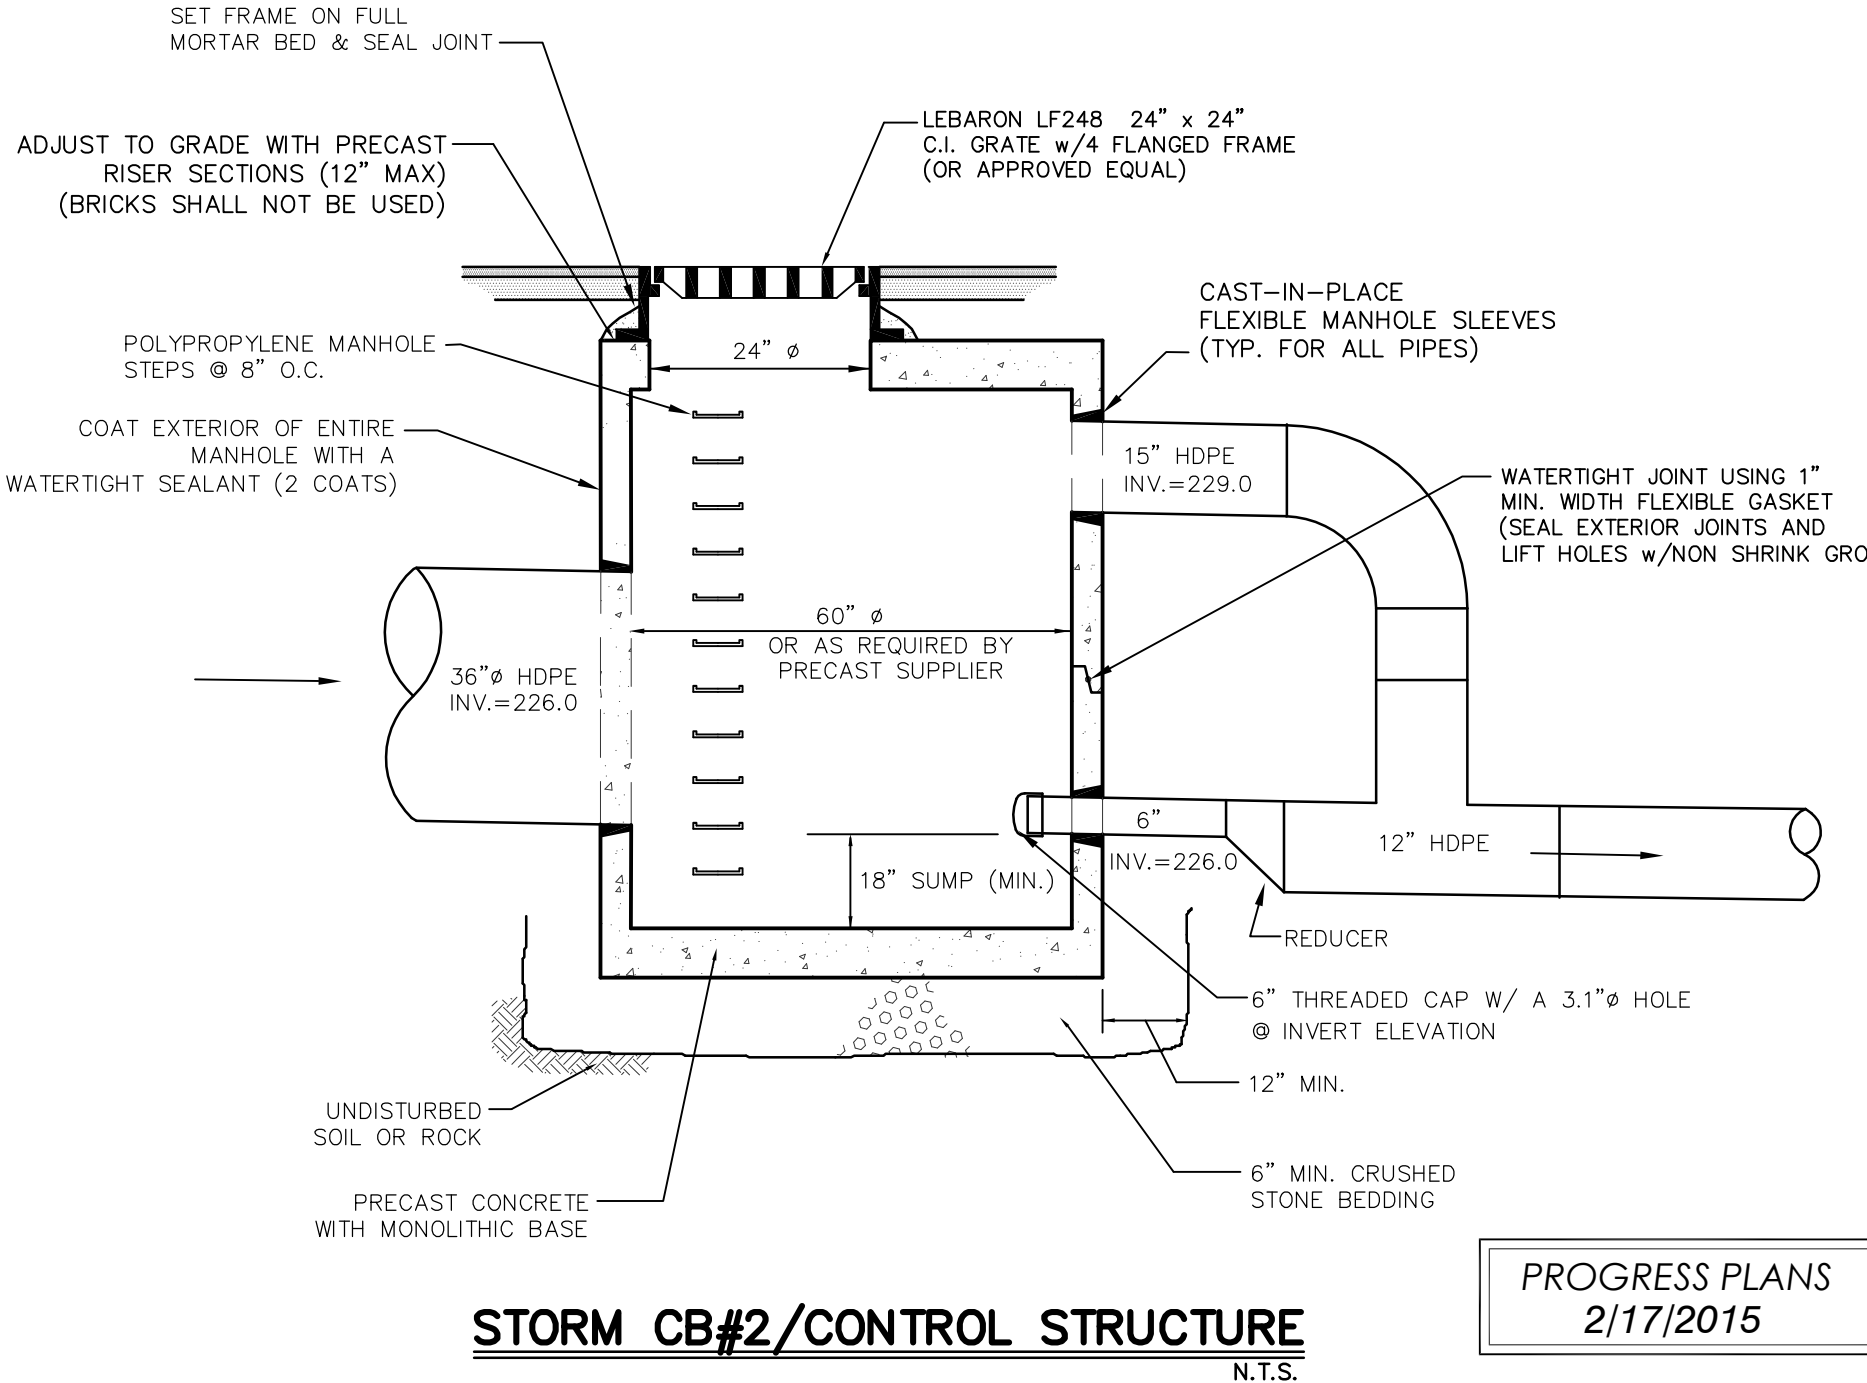 SET FRAME ON FULL
MORTAR BED & SEAL JOINT
ADJUST TO GRADE WITH PRECAST
RISER SECTIONS (12" MAX)
(BRICKS SHALL NOT BE USED)
LEBARON LF248 24" x 24"
C.I. GRATE w/4 FLANGED FRAME
(OR APPROVED EQUAL)
CAST-IN-PLACE
FLEXIBLE MANHOLE SLEEVES
(TYP. FOR ALL PIPES)
POLYPROPYLENE MANHOLE
STEPS @ 8" O.C.
24" ø
COAT EXTERIOR OF ENTIRE
MANHOLE WITH A
WATERTIGHT SEALANT (2 COATS)
15" HDPE
INV.=229.0
WATERTIGHT JOINT USING 1"
MIN. WIDTH FLEXIBLE GASKET
(SEAL EXTERIOR JOINTS AND
LIFT HOLES w/NON SHRINK GRO
60" ø
OR AS REQUIRED BY
PRECAST SUPPLIER
36"ø HDPE
INV.=226.0
6"
INV.=226.0
12" HDPE
18" SUMP (MIN.)
REDUCER
6" THREADED CAP W/ A 3.1"ø HOLE
@ INVERT ELEVATION
12" MIN.
UNDISTURBED
SOIL OR ROCK
6" MIN. CRUSHED
STONE BEDDING
PRECAST CONCRETE
WITH MONOLITHIC BASE
STORM CB#2/CONTROL STRUCTURE
N.T.S.
PROGRESS PLANS
2/17/2015